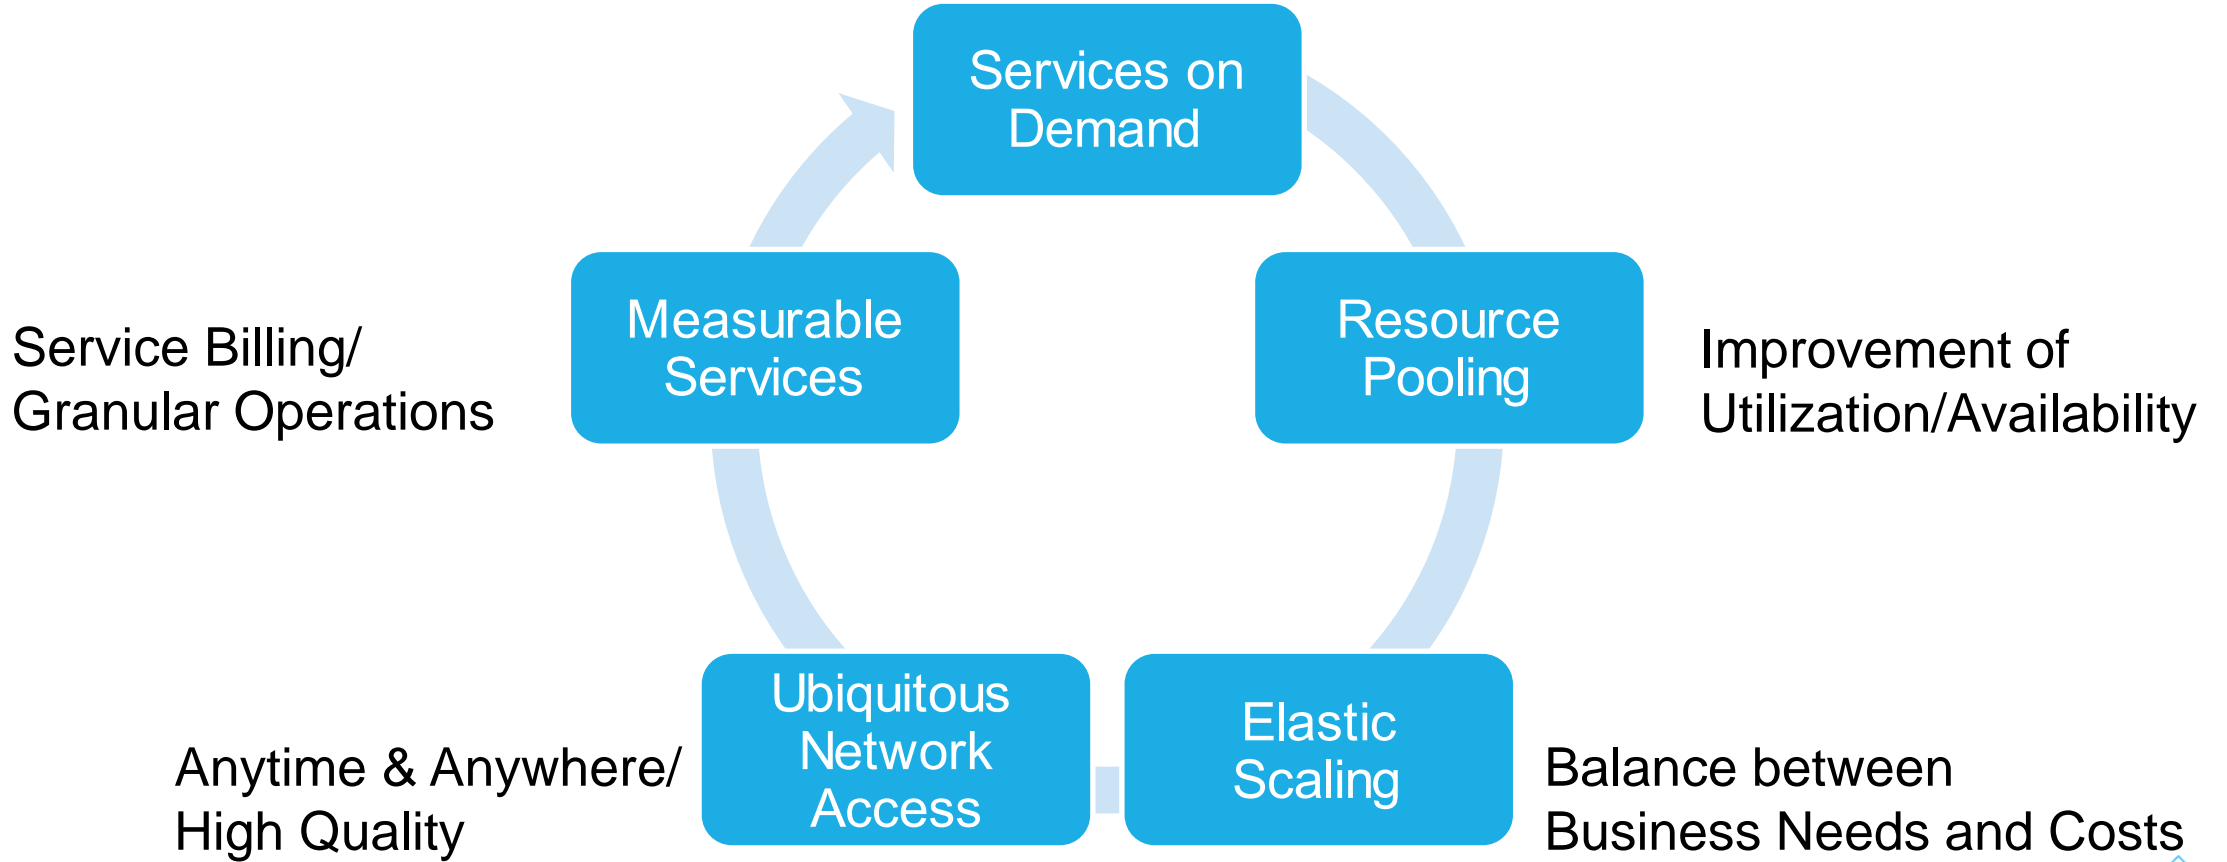 Services on
Demand
Measurable
Services
Resource
Pooling
Service Billing/
Granular Operations
Improvement of
Utilization/Availability
Ubiquitous
Network
Access
Elastic
Scaling
Anytime & Anywhere/
High Quality
Balance between
Business Needs and Costs